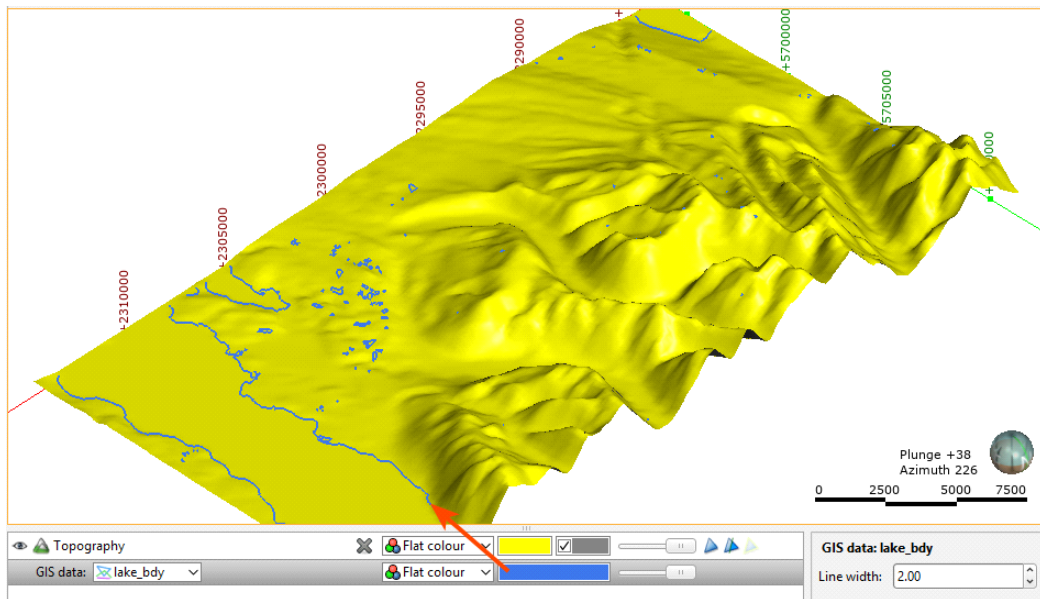 +
2290000
+5700000
2295000
5705000
2300000
+
2305000
+2310000
Plunge +38
Azimuth 226
0 2500 5000 7500
Topography Flat colour
GIS data: lake_bdy Flat colour
GIS data: lake_bdy
Line width: 2.00